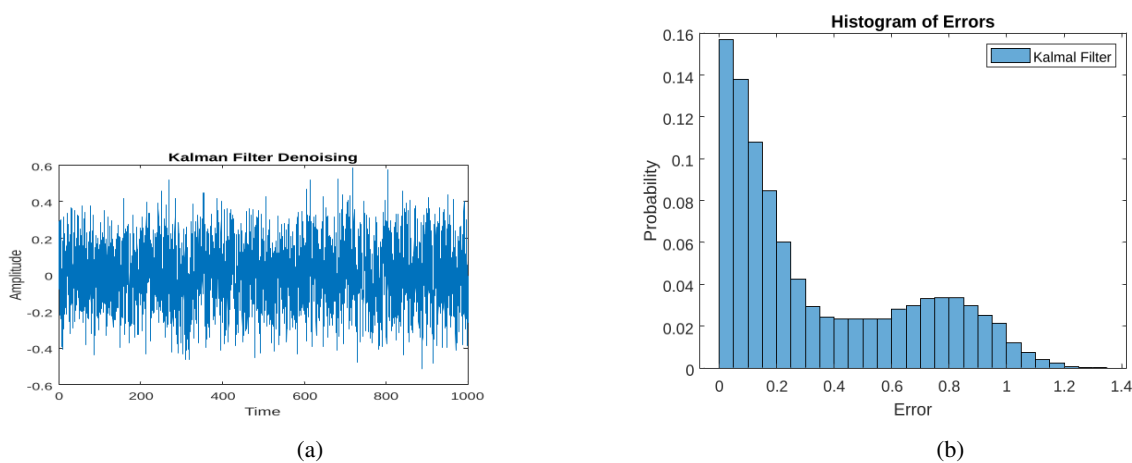 Kalman Filter Denoising
0.6
0.4
0.2
0
-0.2
-0.4
-0.6
Amplitude
0 200 400 600 800 1000
Time
(a)
Histogram of Errors
Kalmal Filter
0.16
0.14
0.12
0.1
0.08
0.06
0.04
0.02
0
Probability
0 0.2 0.4 0.6 0.8 1 1.2 1.4
Error
(b)